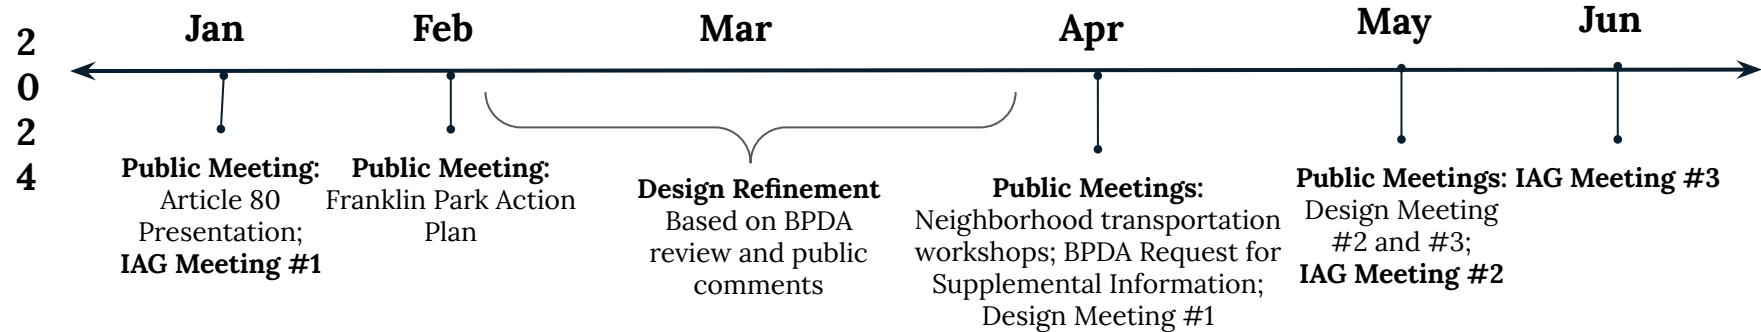 2
0
2
4
Jan
Feb
Mar
Apr
May
Jun
Public Meeting:
Article 80
Presentation;
IAG Meeting #1
Public Meeting:
Franklin Park Action
Plan
Design Refinement
Based on BPDA
review and public
comments
Public Meetings:
Neighborhood transportation
workshops; BPDA Request for
Supplemental Information;
Design Meeting #1
Public Meetings:
Design Meeting
#2 and #3;
IAG Meeting #2
IAG Meeting #3